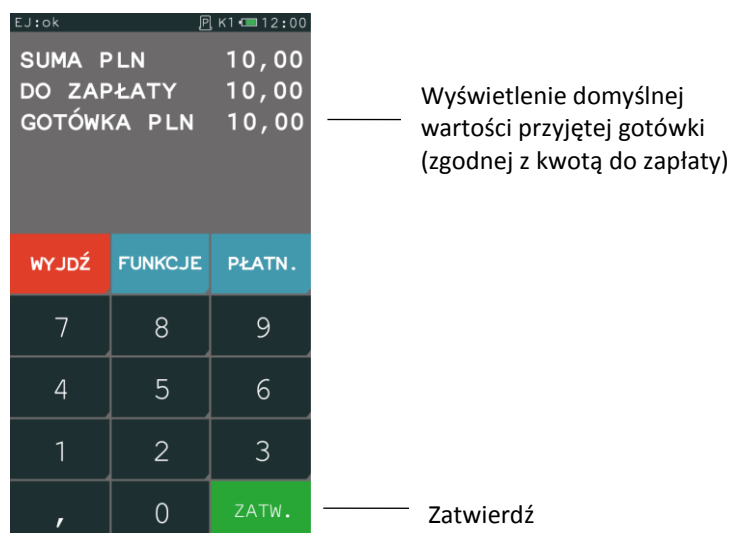 EJ:ok P K1 12:00
SUMA PLN 10,00
DO ZAPŁATY 10,00
GOTÓWKA PLN 10,00
Wyświetlenie domyślnej
wartości przyjętej gotówki
(zgodnej z kwotą do zapłaty)
WYJDŹ FUNKCJE PŁATN.
7 8 9
4 5 6
1 2 3
, 0 ZATW.
Zatwierdź